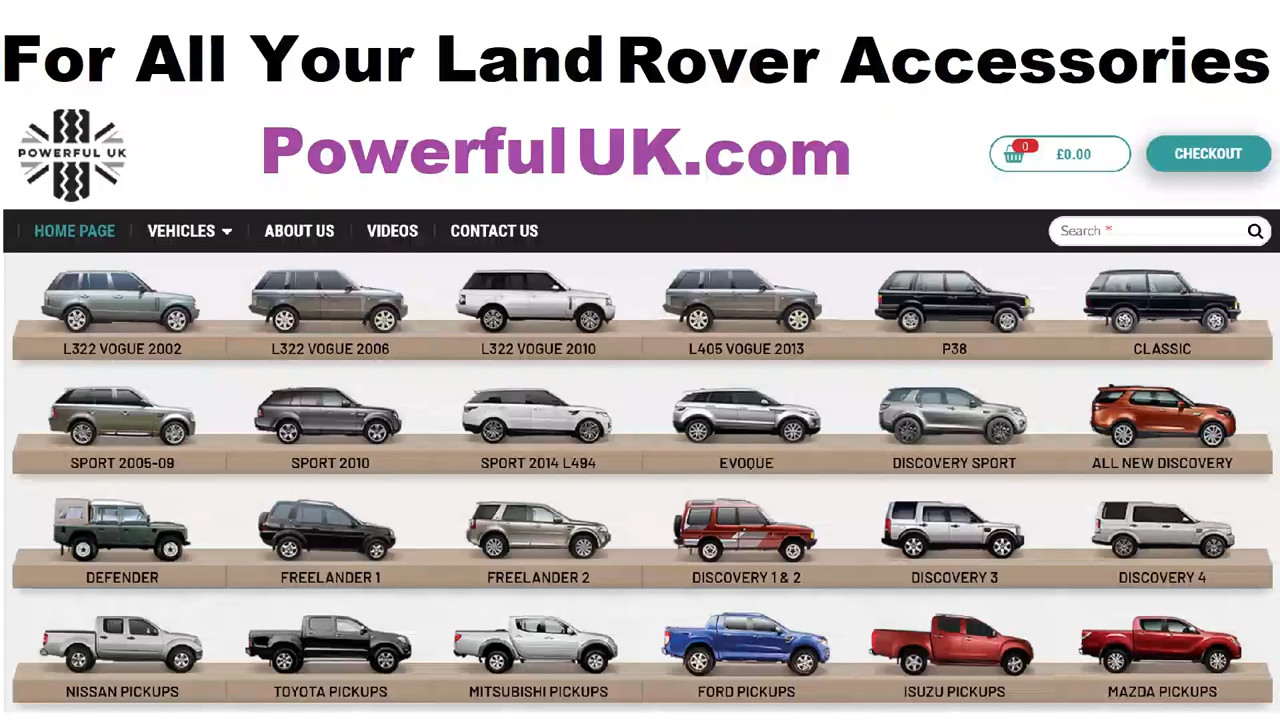 For All Your Land Rover Accessories
POWERFUL UK
PowerfulUK.com
0
£0.00
CHECKOUT
HOME PAGE
VEHICLES
ABOUT US
VIDEOS
CONTACT US
Search *
L322 VOGUE 2002
L322 VOGUE 2006
L322 VOGUE 2010
L405 VOGUE 2013
P38
CLASSIC
SPORT 2005-09
SPORT 2010
SPORT 2014 L494
EVOQUE
DISCOVERY SPORT
ALL NEW DISCOVERY
DEFENDER
FREELANDER 1
FREELANDER 2
DISCOVERY 1 & 2
DISCOVERY 3
DISCOVERY 4
NISSAN PICKUPS
TOYOTA PICKUPS
MITSUBISHI PICKUPS
FORD PICKUPS
ISUZU PICKUPS
MAZDA PICKUPS